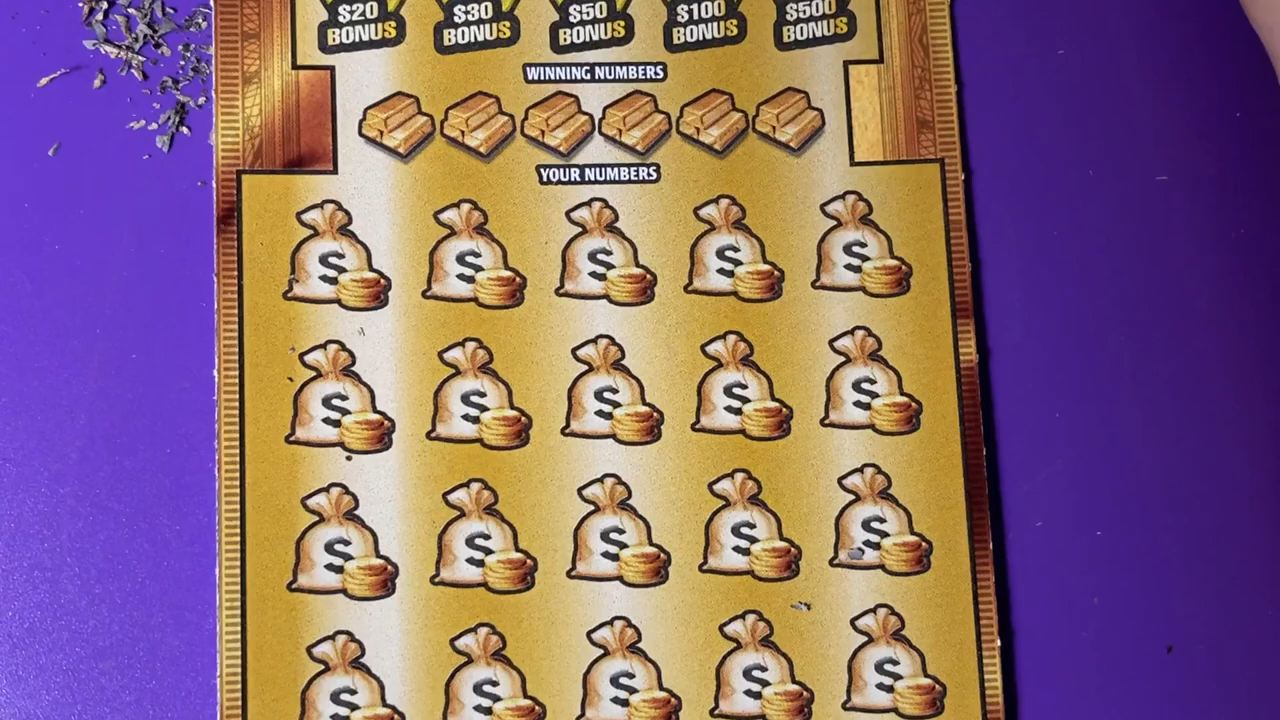 $20 $30 $50 $100 $500
BONUS BONUS BONUS BONUS BONUS
WINNING NUMBERS
YOUR NUMBERS
$ $ $ $ $
$ $ $ $ $
$ $ $ $ $
$ $ $ $ $